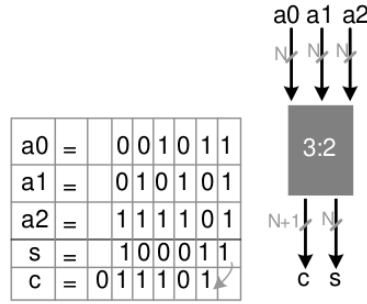 a0 a1 a2
N N N
3:2
N+1 N
c s
a0 = 0 0 1 0 1 1
a1 = 0 1 0 1 0 1
a2 = 1 1 1 1 0 1
s = 1 0 0 0 1 1
c = 0 1 1 1 0 1